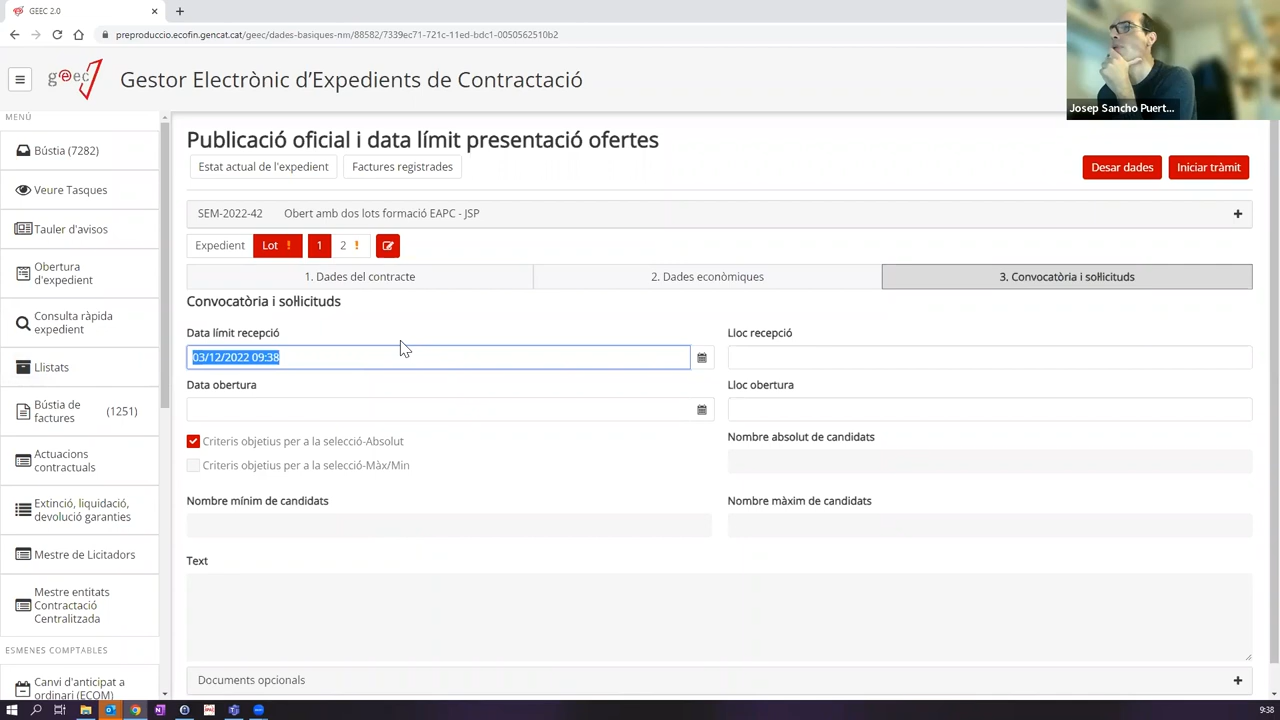 GEEC 2.0
preproduccio.ecofin.gencat.cat/geec/dades-basiques-nm/88582/7339ec71-721c-11ed-bdc1-0050562510b2
geec
Gestor Electrònic d'Expedients de Contractació
Josep Sancho Puert...
MENÚ
Bústia (7282)
Veure Tasques
Tauler d'avisos
Obertura
d'expedient
Consulta ràpida
expedient
Llistats
Bústia de
factures
(1251)
Actuacions
contractuals
Extinció, liquidació,
devolució garanties
Mestre de Licitadors
Mestre entitats
Contractació
Centralitzada
ESMENES COMPTABLES
Canvi d'anticipat a
ordinari (ECOM)
Publicació oficial i data límit presentació ofertes
Estat actual de l'expedient
Factures registrades
Desar dades
Iniciar tràmit
SEM-2022-42 Obert amb dos lots formació EAPC - JSP
Expedient Lot ! 1 2 !
1. Dades del contracte
2. Dades econòmiques
3. Convocatòria i sol·licituds
Convocatòria i sol·licituds
Data límit recepció
Lloc recepció
03/12/2022 09:38
Data obertura
Lloc obertura
Criteris objetius per a la selecció-Absolut
Nombre absolut de candidats
Criteris objetius per a la selecció-Màx/Min
Nombre mínim de candidats
Nombre màxim de candidats
Text
Documents opcionals
9:38